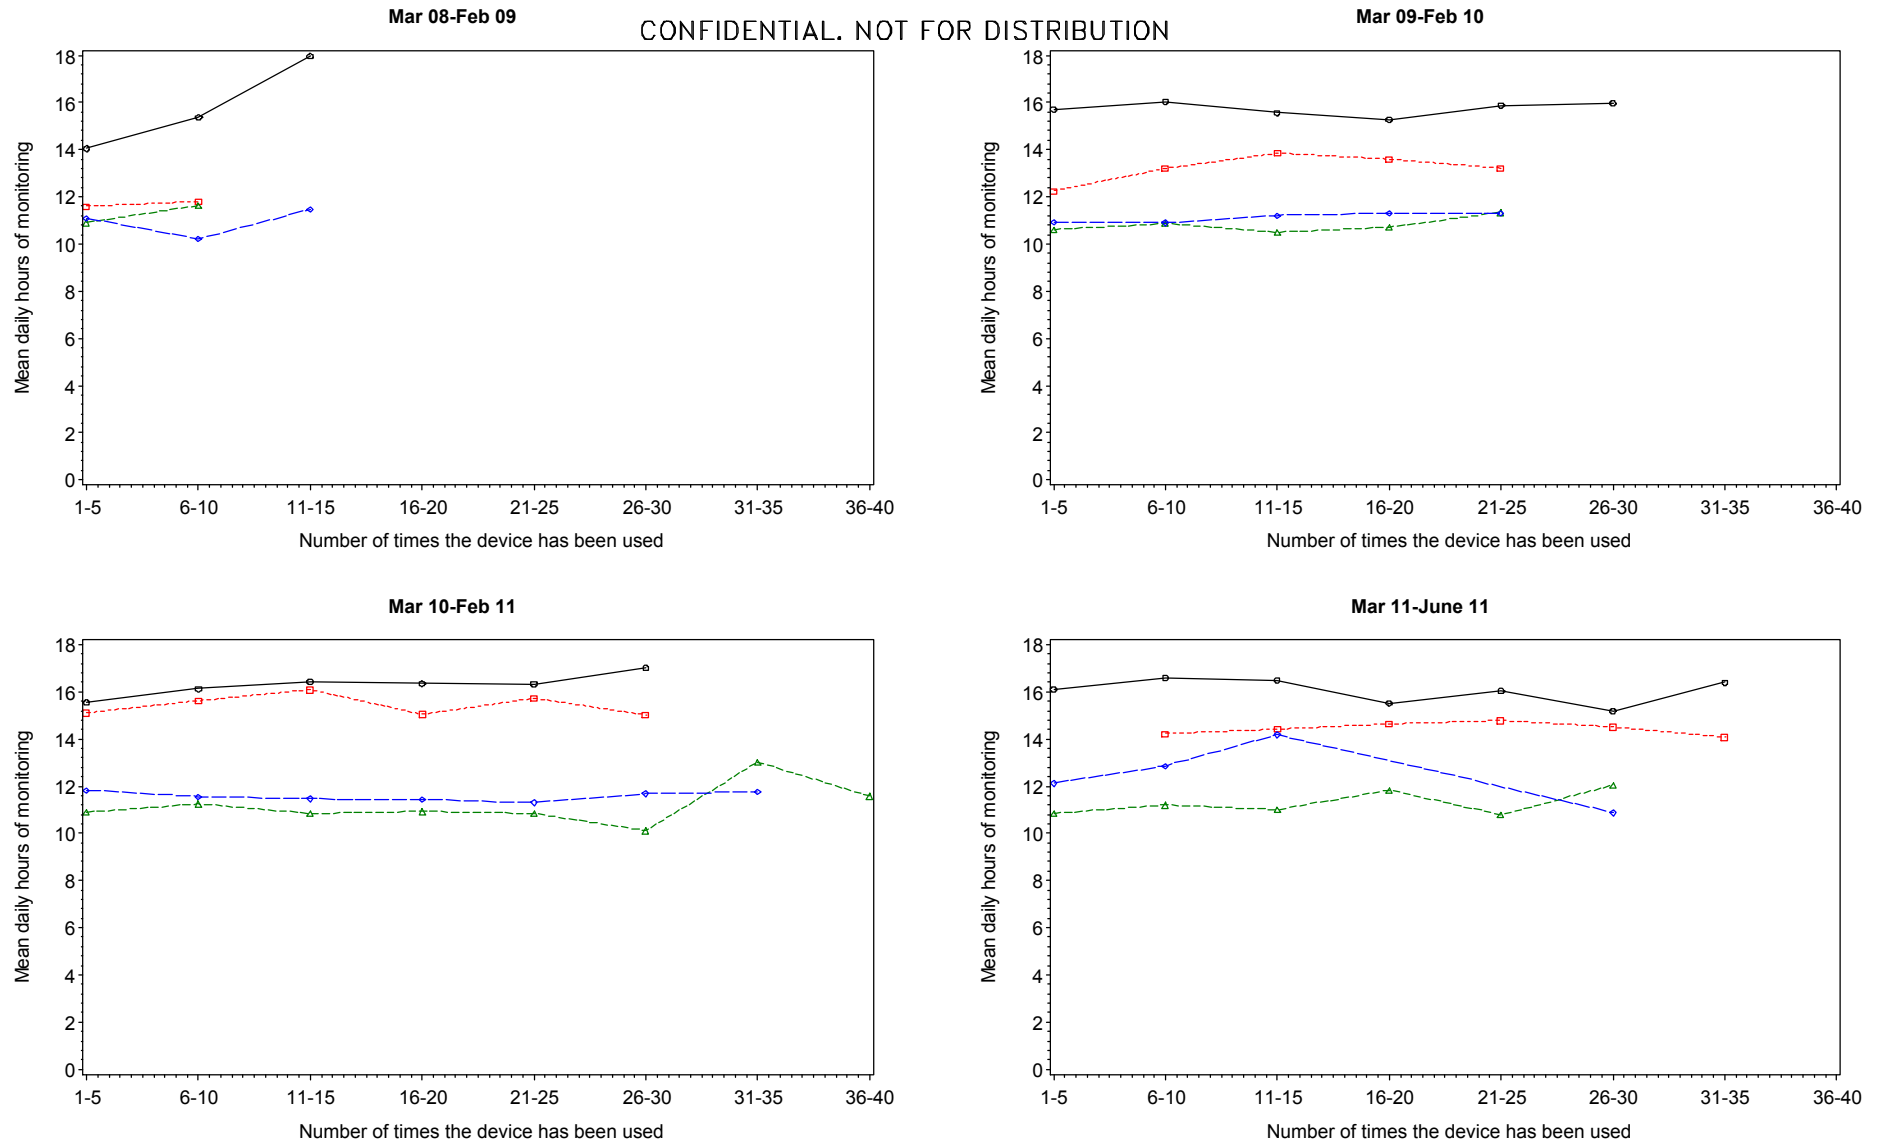 CONFIDENTIAL. NOT FOR DISTRIBUTION
Mar 08-Feb 09
Mean daily hours of monitoring
18
16
14
12
10
8
6
4
2
0
1-5 6-10 11-15 16-20 21-25 26-30 31-35 36-40
Number of times the device has been used
Mar 09-Feb 10
Mean daily hours of monitoring
18
16
14
12
10
8
6
4
2
0
1-5 6-10 11-15 16-20 21-25 26-30 31-35 36-40
Number of times the device has been used
Mar 10-Feb 11
Mean daily hours of monitoring
18
16
14
12
10
8
6
4
2
0
1-5 6-10 11-15 16-20 21-25 26-30 31-35 36-40
Number of times the device has been used
Mar 11-June 11
Mean daily hours of monitoring
18
16
14
12
10
8
6
4
2
0
1-5 6-10 11-15 16-20 21-25 26-30 31-35 36-40
Number of times the device has been used